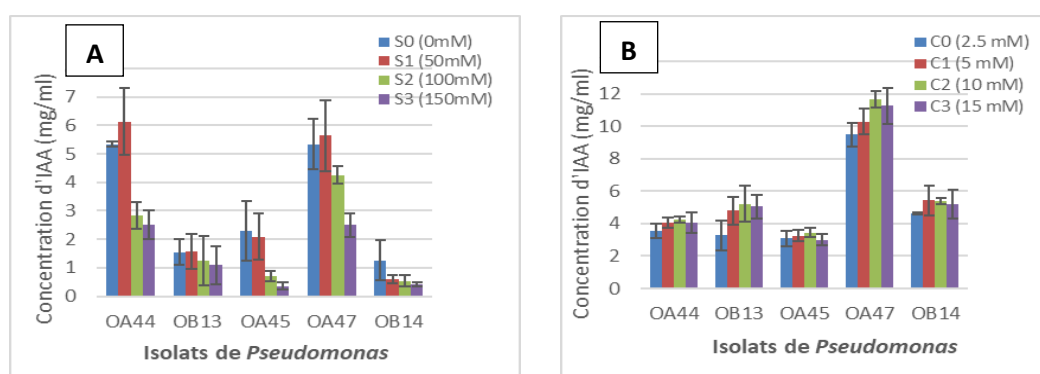 A
S0 (0mM)
S1 (50mM)
S2 (100mM)
S3 (150mM)
Concentration d'IAA (mg/ml)
7
6
5
4
3
2
1
0
OA44 OB13 OA45 OA47 OB14
Isolats de Pseudomonas
B
C0 (2.5 mM)
C1 (5 mM)
C2 (10 mM)
C3 (15 mM)
Concentration d'IAA (mg/ml)
12
10
8
6
4
2
0
OA44 OB13 OA45 OA47 OB14
Isolats de Pseudomonas